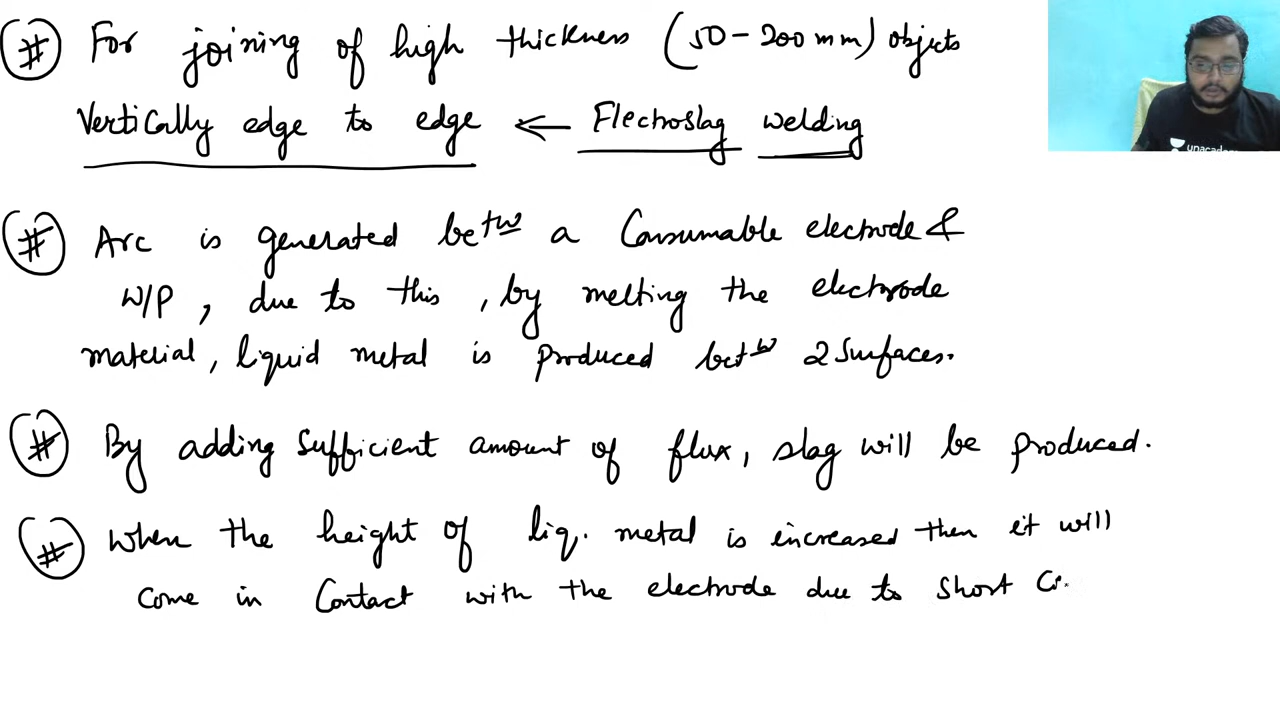 # For joining of high thickness (50-200mm) objects
Vertically edge to edge ← Electroslag welding
# Arc is generated betw a Consumable electrode &
W/P, due to this, by melting the electrode
material, liquid metal is produced betw 2 Surfaces.
# By adding Sufficient amount of flux, slag will be produced.
# When the height of liq. metal is increased then it will
come in Contact with the electrode due to Short